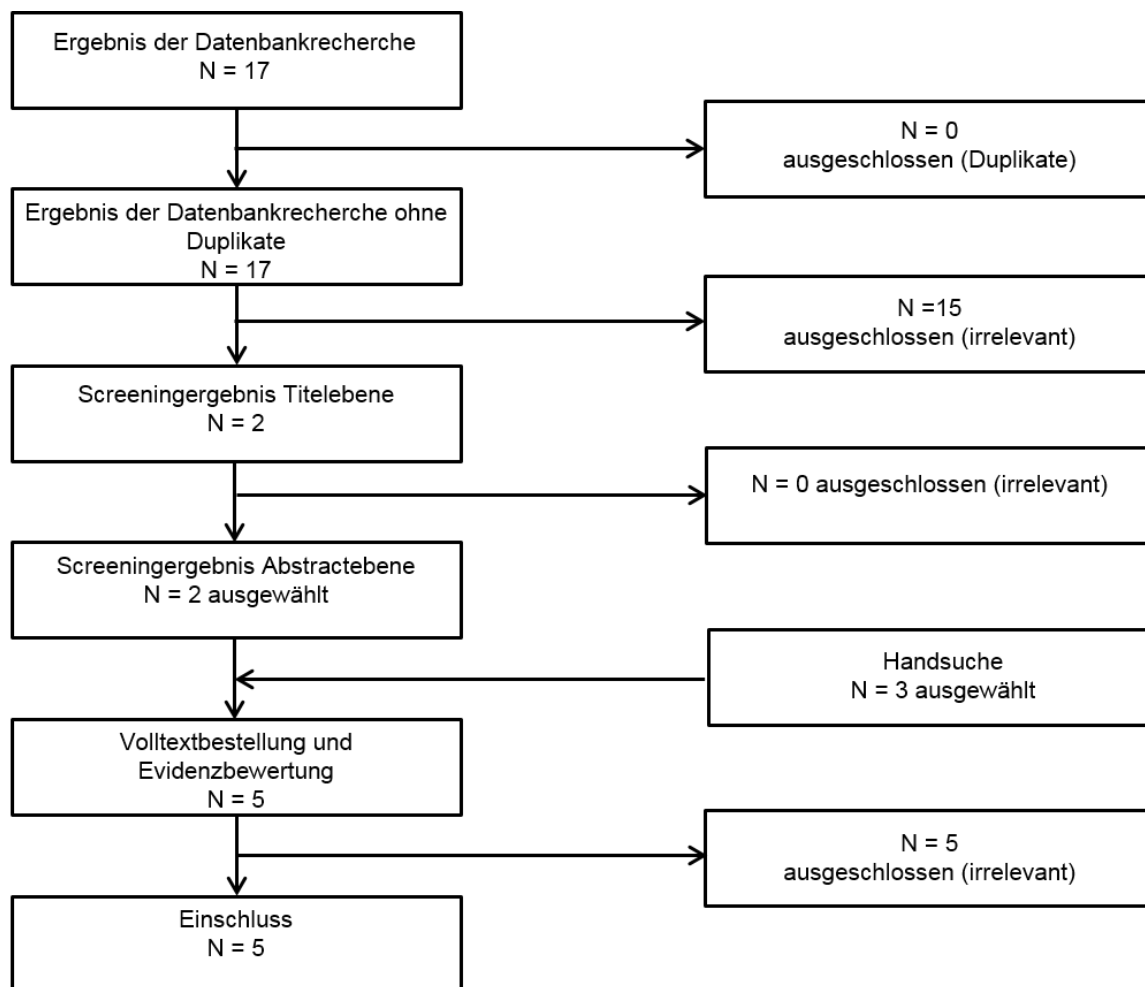 Ergebnis der Datenbankrecherche
N = 17
N = 0
ausgeschlossen (Duplikate)
Ergebnis der Datenbankrecherche ohne
Duplikate
N = 17
N =15
ausgeschlossen (irrelevant)
Screeningergebnis Titelebene
N = 2
N = 0 ausgeschlossen (irrelevant)
Screeningergebnis Abstractebene
N = 2 ausgewählt
Handsuche
N = 3 ausgewählt
Volltextbestellung und
Evidenzbewertung
N = 5
N = 5
ausgeschlossen (irrelevant)
Einschluss
N = 5